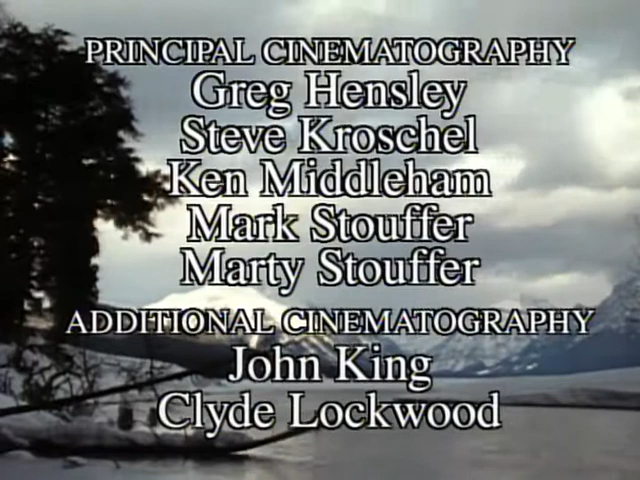 PRINCIPAL CINEMATOGRAPHY
Greg Hensley
Steve Kroschel
Ken Middleham
Mark Stouffer
Marty Stouffer
ADDITIONAL CINEMATOGRAPHY
John King
Clyde Lockwood